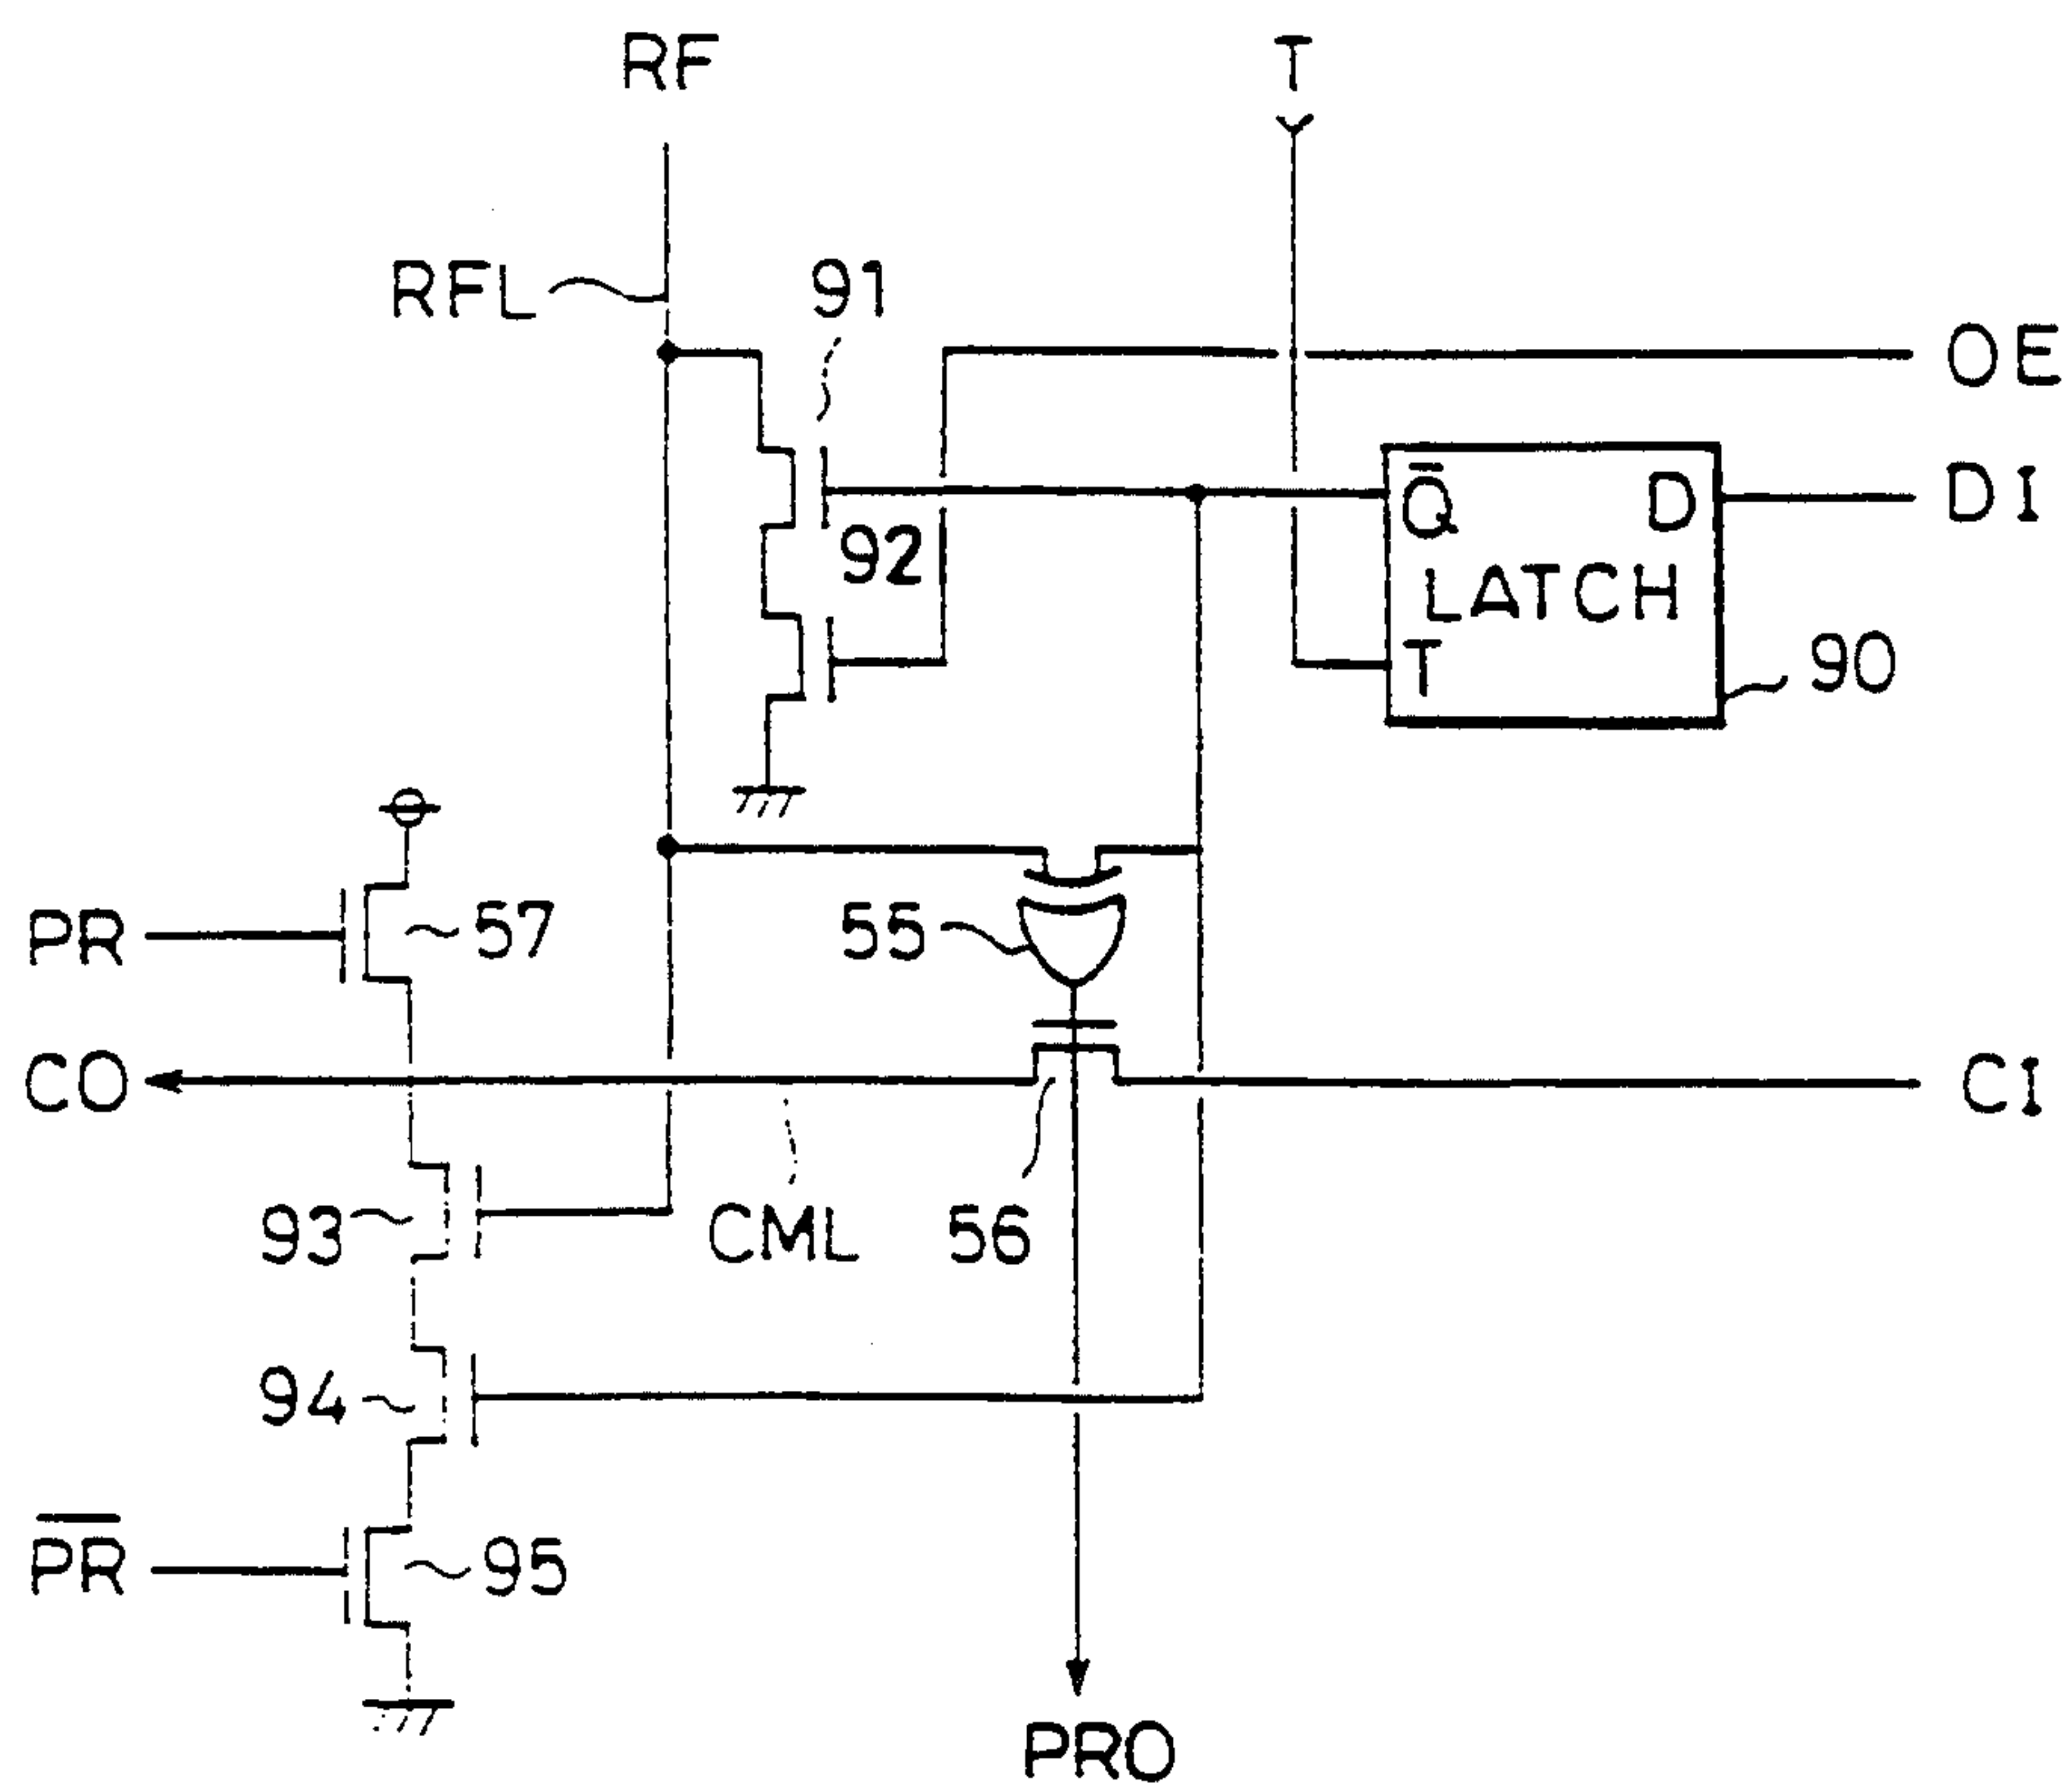 RF
T
RFL
91
OE
Q̅ D
DI
92
LATCH
T
90
PR
57
55
CO
CI
93
CML
56
94
P̅R̅
95
PRO